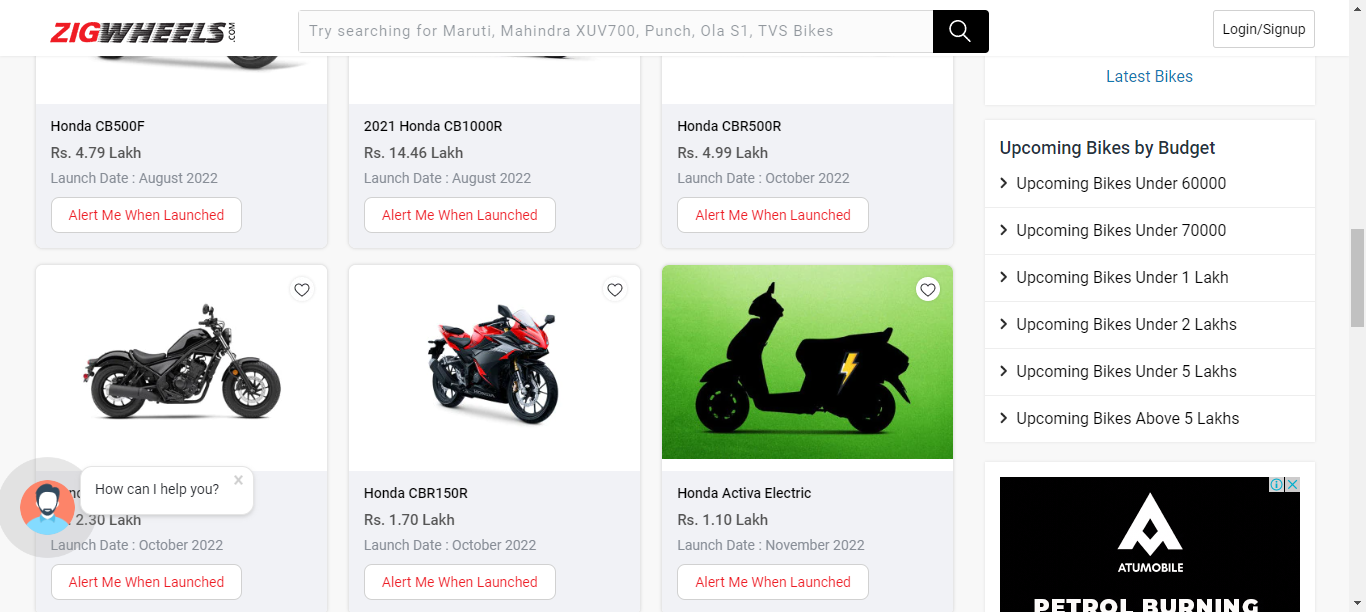 ZIGWHEELS.COM
Try searching for Maruti, Mahindra XUV700, Punch, Ola S1, TVS Bikes
Login/Signup
Honda CB500F
Rs. 4.79 Lakh
Launch Date : August 2022
Alert Me When Launched
2021 Honda CB1000R
Rs. 14.46 Lakh
Launch Date : August 2022
Alert Me When Launched
Honda CBR500R
Rs. 4.99 Lakh
Launch Date : October 2022
Alert Me When Launched
2.30 Lakh
Launch Date : October 2022
Alert Me When Launched
Honda CBR150R
Rs. 1.70 Lakh
Launch Date : October 2022
Alert Me When Launched
Honda Activa Electric
Rs. 1.10 Lakh
Launch Date : November 2022
Alert Me When Launched
How can I help you?
Latest Bikes
Upcoming Bikes by Budget
Upcoming Bikes Under 60000
Upcoming Bikes Under 70000
Upcoming Bikes Under 1 Lakh
Upcoming Bikes Under 2 Lakhs
Upcoming Bikes Under 5 Lakhs
Upcoming Bikes Above 5 Lakhs
ATUMOBILE
PETROL BURNING